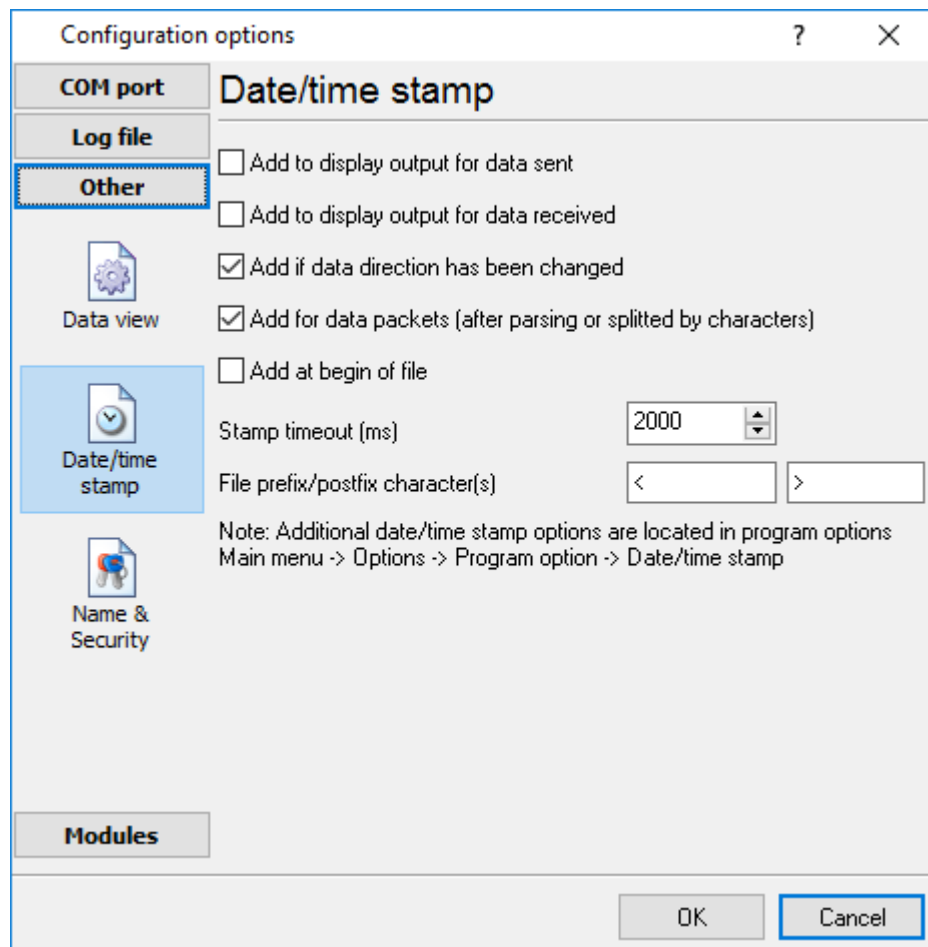 Configuration options
?
COM port
Log file
Other
Data view
Date/time
stamp
Name &
Security
Modules
Date/time stamp
Add to display output for data sent
Add to display output for data received
Add if data direction has been changed
Add for data packets (after parsing or splitted by characters)
Add at begin of file
Stamp timeout (ms) 2000
File prefix/postfix character(s) < >
Note: Additional date/time stamp options are located in program options
Main menu -> Options -> Program option -> Date/time stamp
OK Cancel